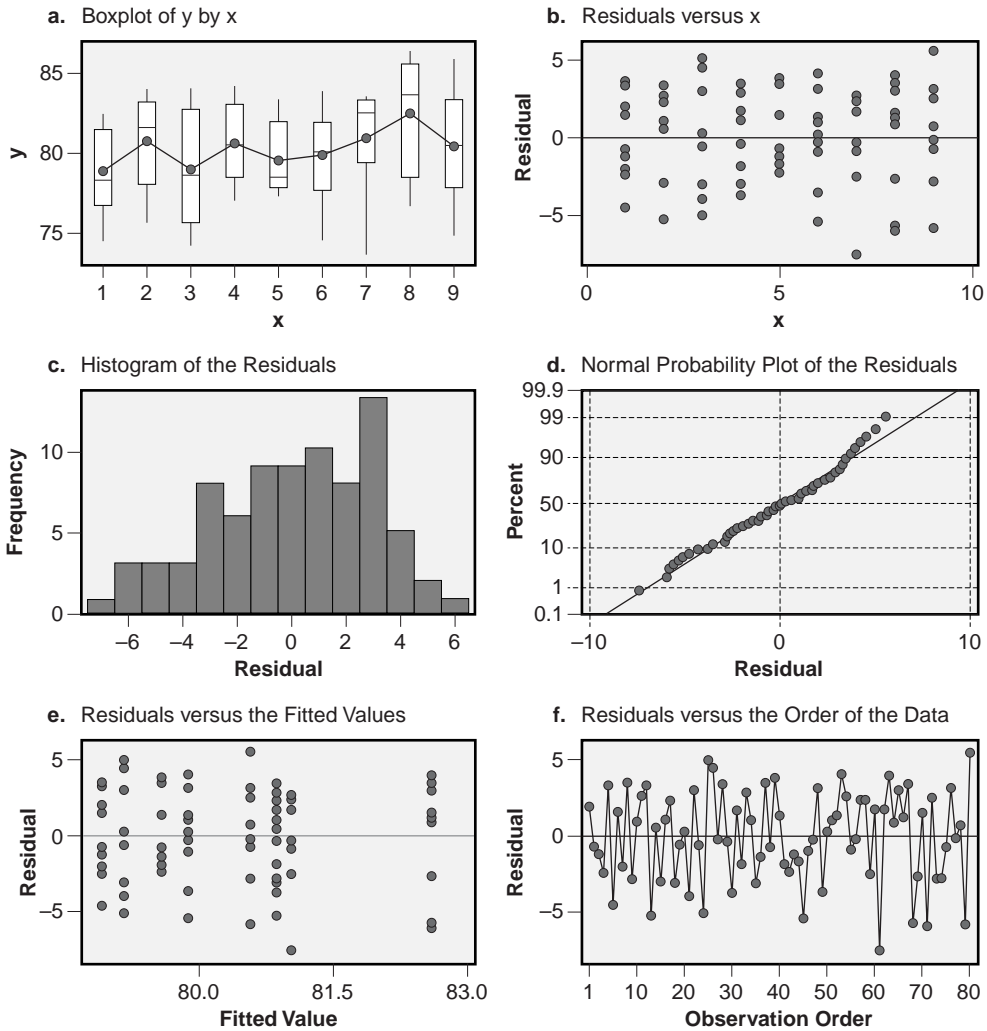 a. Boxplot of y by x
85
80
75
y
1 2 3 4 5 6 7 8 9
x
b. Residuals versus x
5
0
–5
Residual
0 5 10
x
c. Histogram of the Residuals
10
5
0
Frequency
–6 –4 –2 0 2 4 6
Residual
d. Normal Probability Plot of the Residuals
99.9
99
90
50
10
1
0.1
Percent
–10 0 10
Residual
e. Residuals versus the Fitted Values
5
0
–5
Residual
80.0 81.5 83.0
Fitted Value
f. Residuals versus the Order of the Data
5
0
–5
Residual
1 10 20 30 40 50 60 70 80
Observation Order